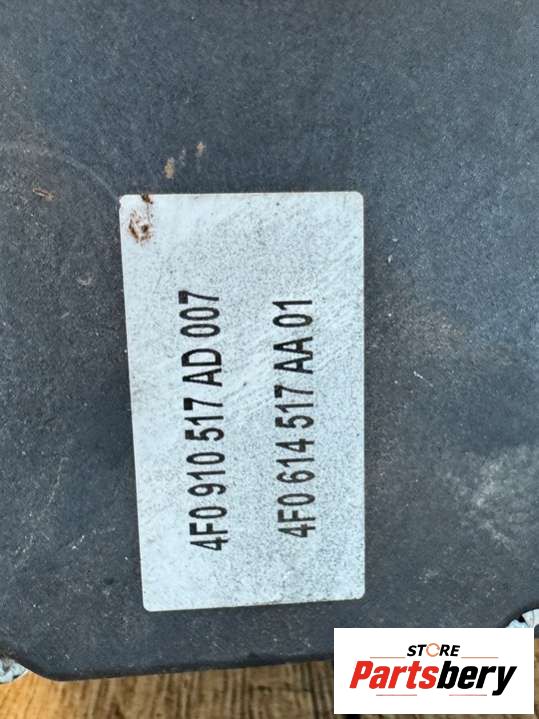 4F0 910 517 AD 007
4F0 614 517 AA 01
STORE
Partsbery